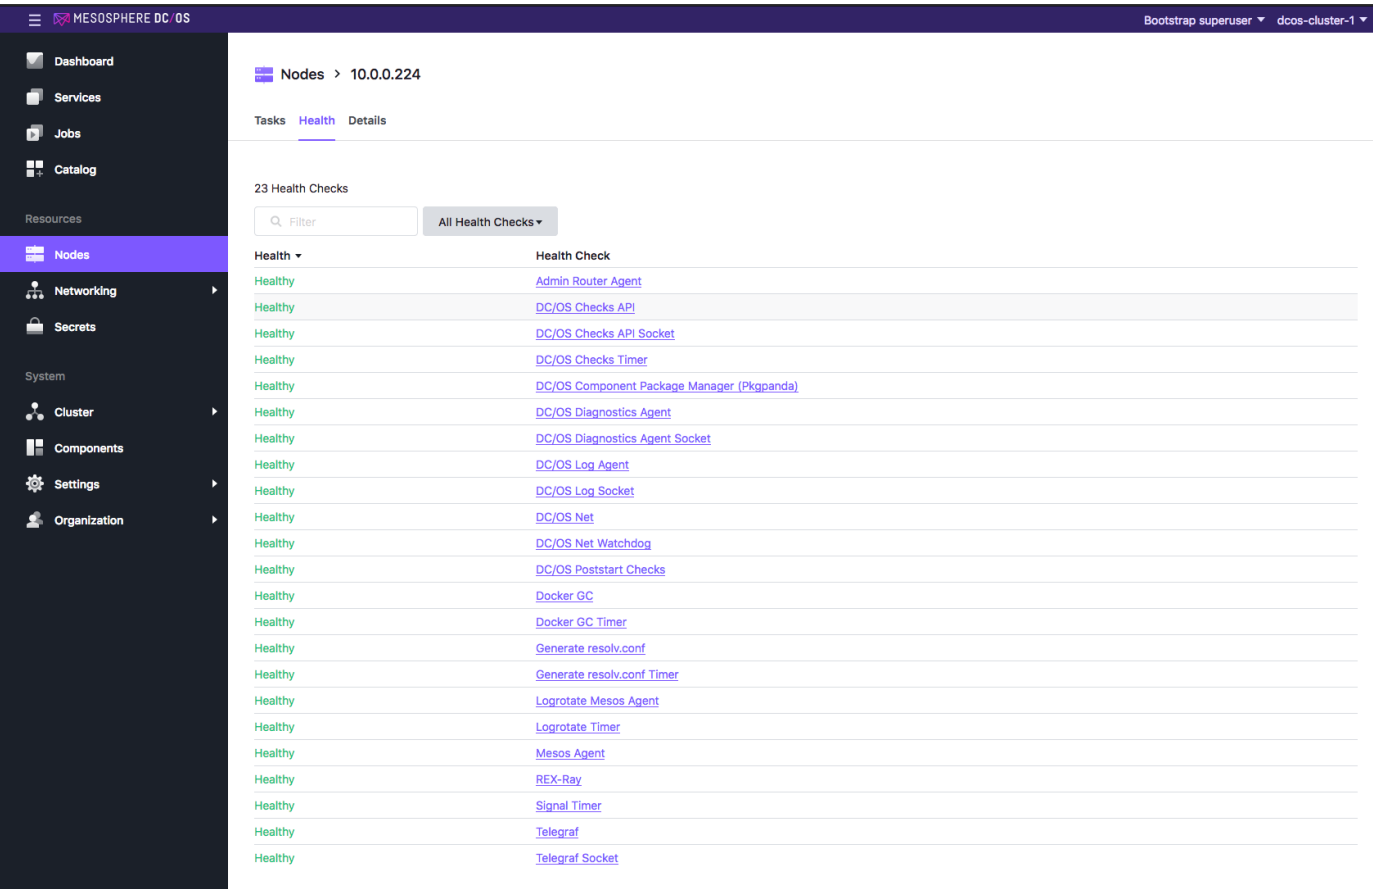 MESOSPHERE DC/OS
Bootstrap superuser dcos-cluster-1
Dashboard
Services
Jobs
Catalog
Resources
Nodes
Networking
Secrets
System
Cluster
Components
Settings
Organization
Nodes > 10.0.0.224
Tasks Health Details
23 Health Checks
Filter All Health Checks
Health Health Check
Healthy Admin Router Agent
Healthy DC/OS Checks API
Healthy DC/OS Checks API Socket
Healthy DC/OS Checks Timer
Healthy DC/OS Component Package Manager (Pkgpanda)
Healthy DC/OS Diagnostics Agent
Healthy DC/OS Diagnostics Agent Socket
Healthy DC/OS Log Agent
Healthy DC/OS Log Socket
Healthy DC/OS Net
Healthy DC/OS Net Watchdog
Healthy DC/OS Poststart Checks
Healthy Docker GC
Healthy Docker GC Timer
Healthy Generate resolv.conf
Healthy Generate resolv.conf Timer
Healthy Logrotate Mesos Agent
Healthy Logrotate Timer
Healthy Mesos Agent
Healthy REX-Ray
Healthy Signal Timer
Healthy Telegraf
Healthy Telegraf Socket